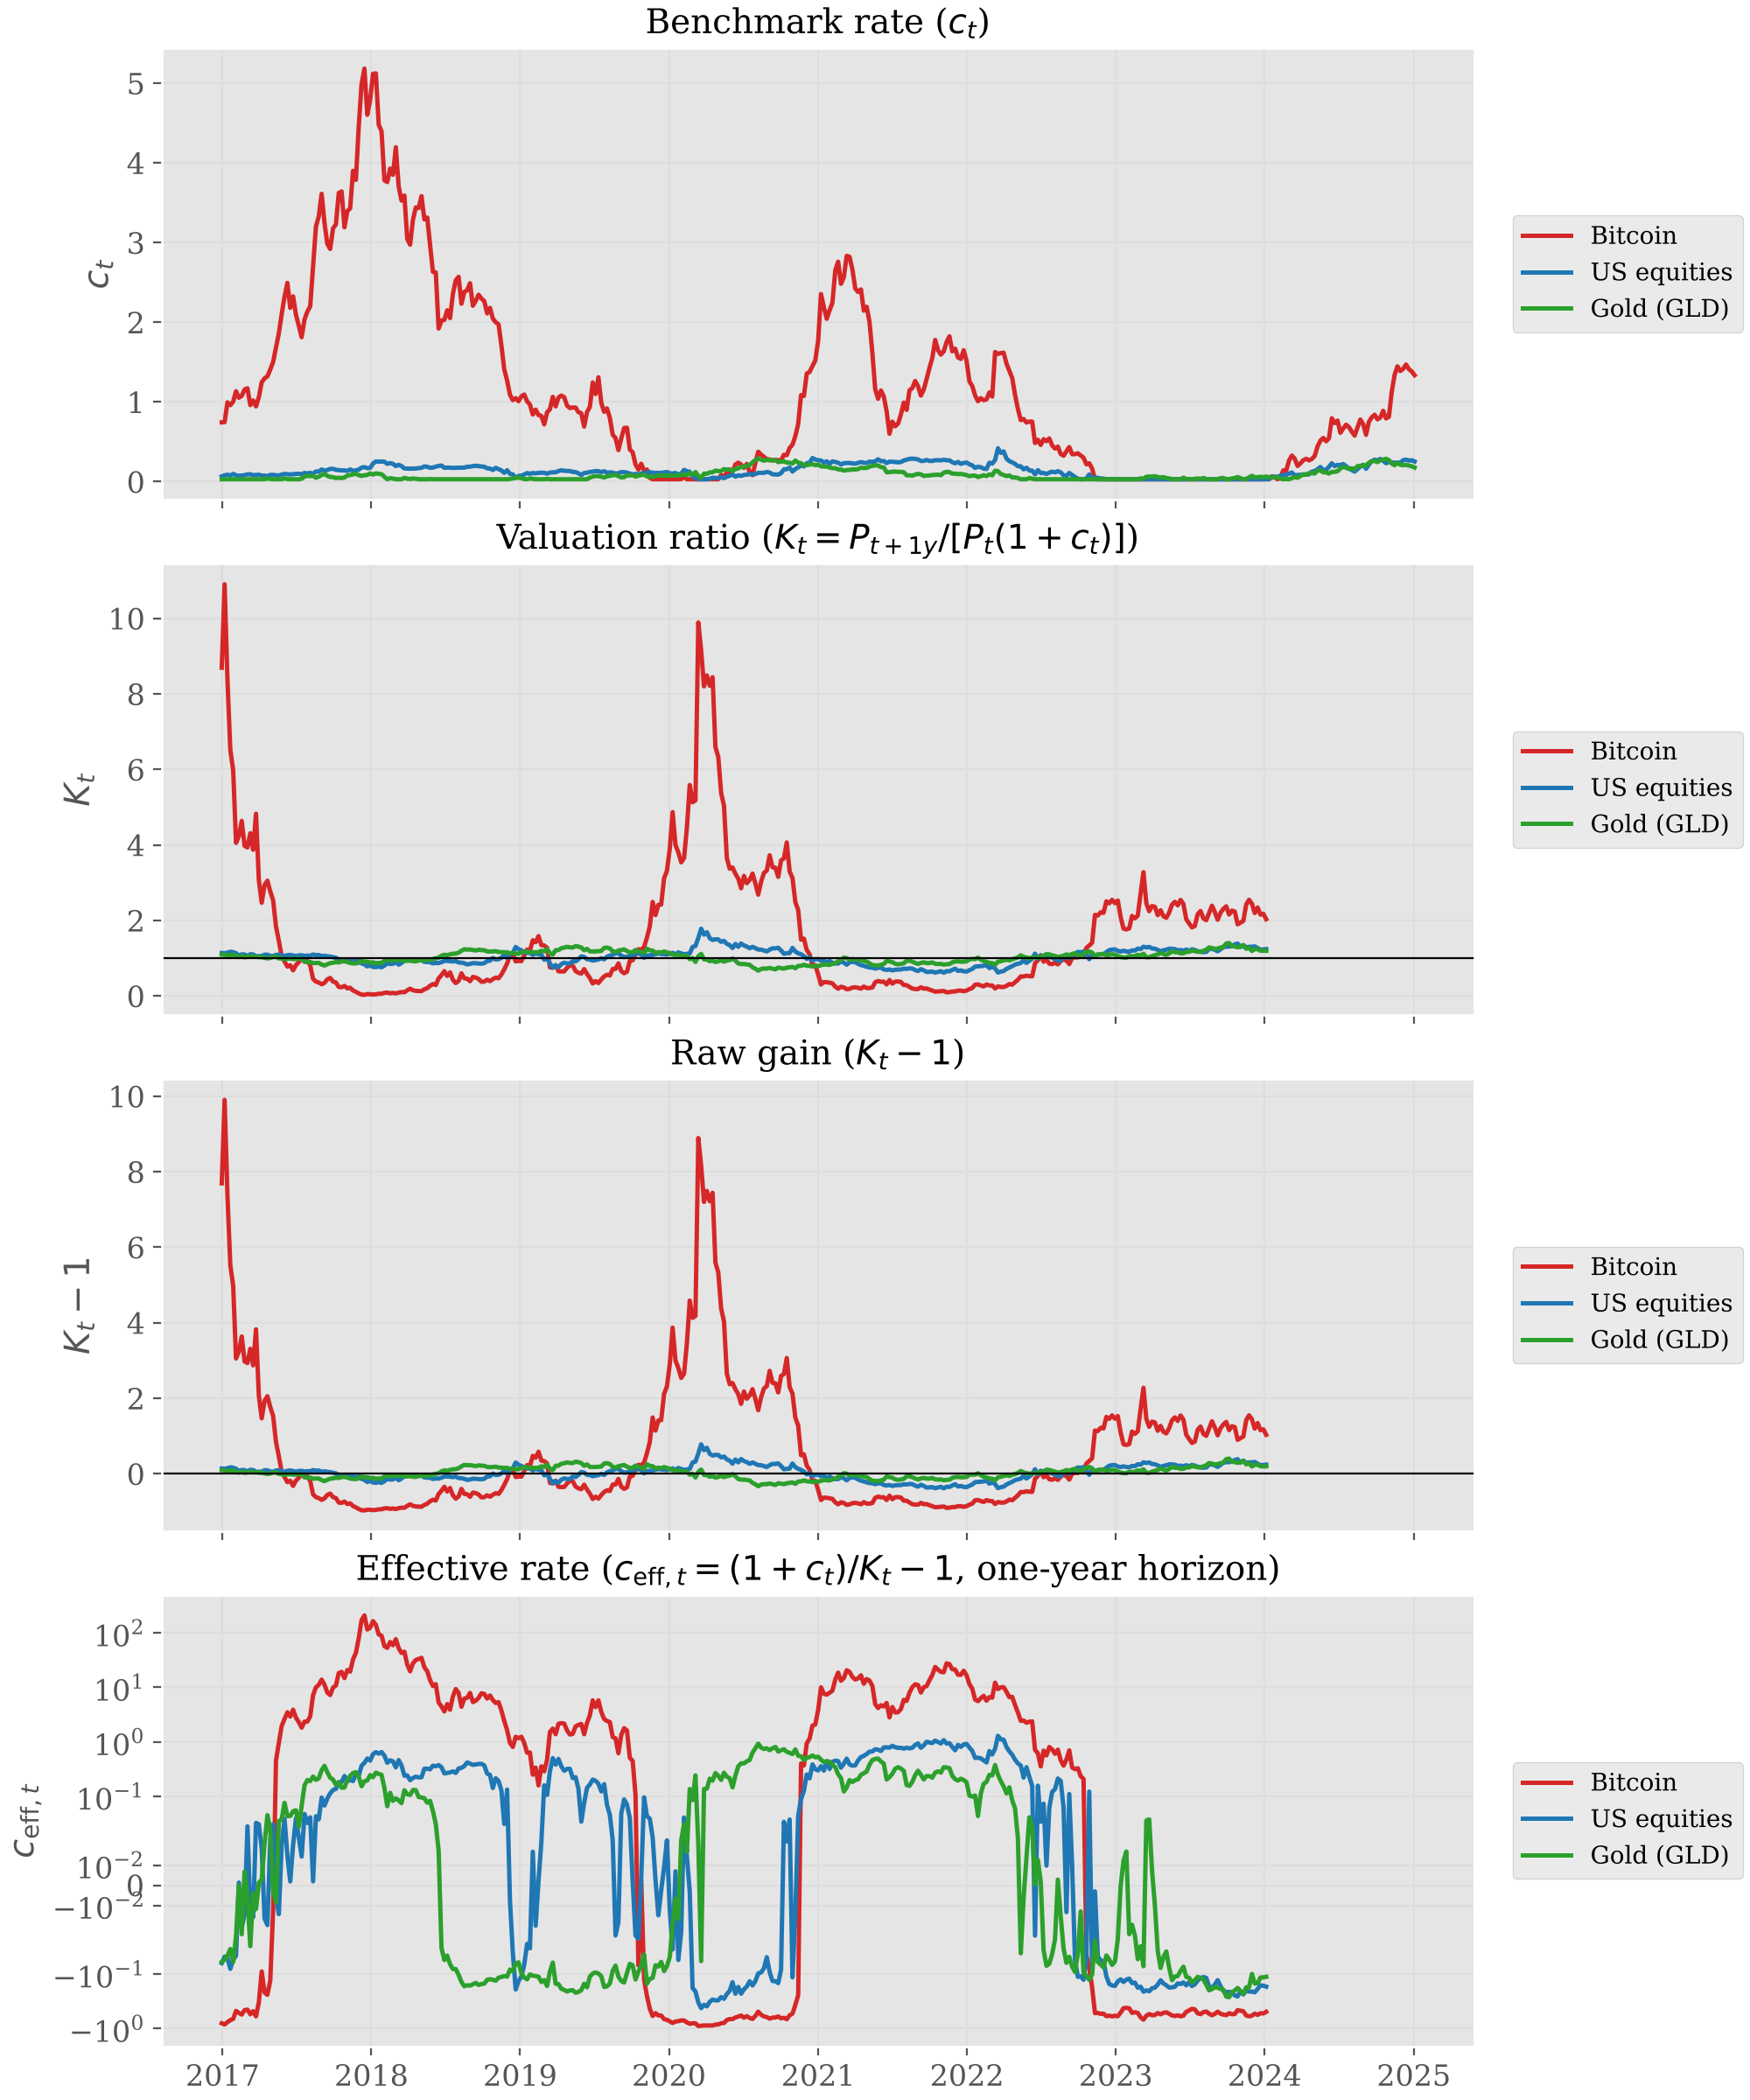 Benchmark rate (c_t)
5
4
3
2
1
0
c_t
Bitcoin
US equities
Gold (GLD)
Valuation ratio (K_t = P_{t+1y}/[P_t(1 + c_t)])
10
8
6
4
2
0
K_t
Bitcoin
US equities
Gold (GLD)
Raw gain (K_t − 1)
10
8
6
4
2
0
K_t − 1
Bitcoin
US equities
Gold (GLD)
Effective rate (c_{eff, t} = (1 + c_t)/K_t − 1, one-year horizon)
10^2
10^1
10^0
10^{−1}
10^{−2}
0
−10^{−2}
−10^{−1}
−10^0
c_{eff, t}
Bitcoin
US equities
Gold (GLD)
2017 2018 2019 2020 2021 2022 2023 2024 2025